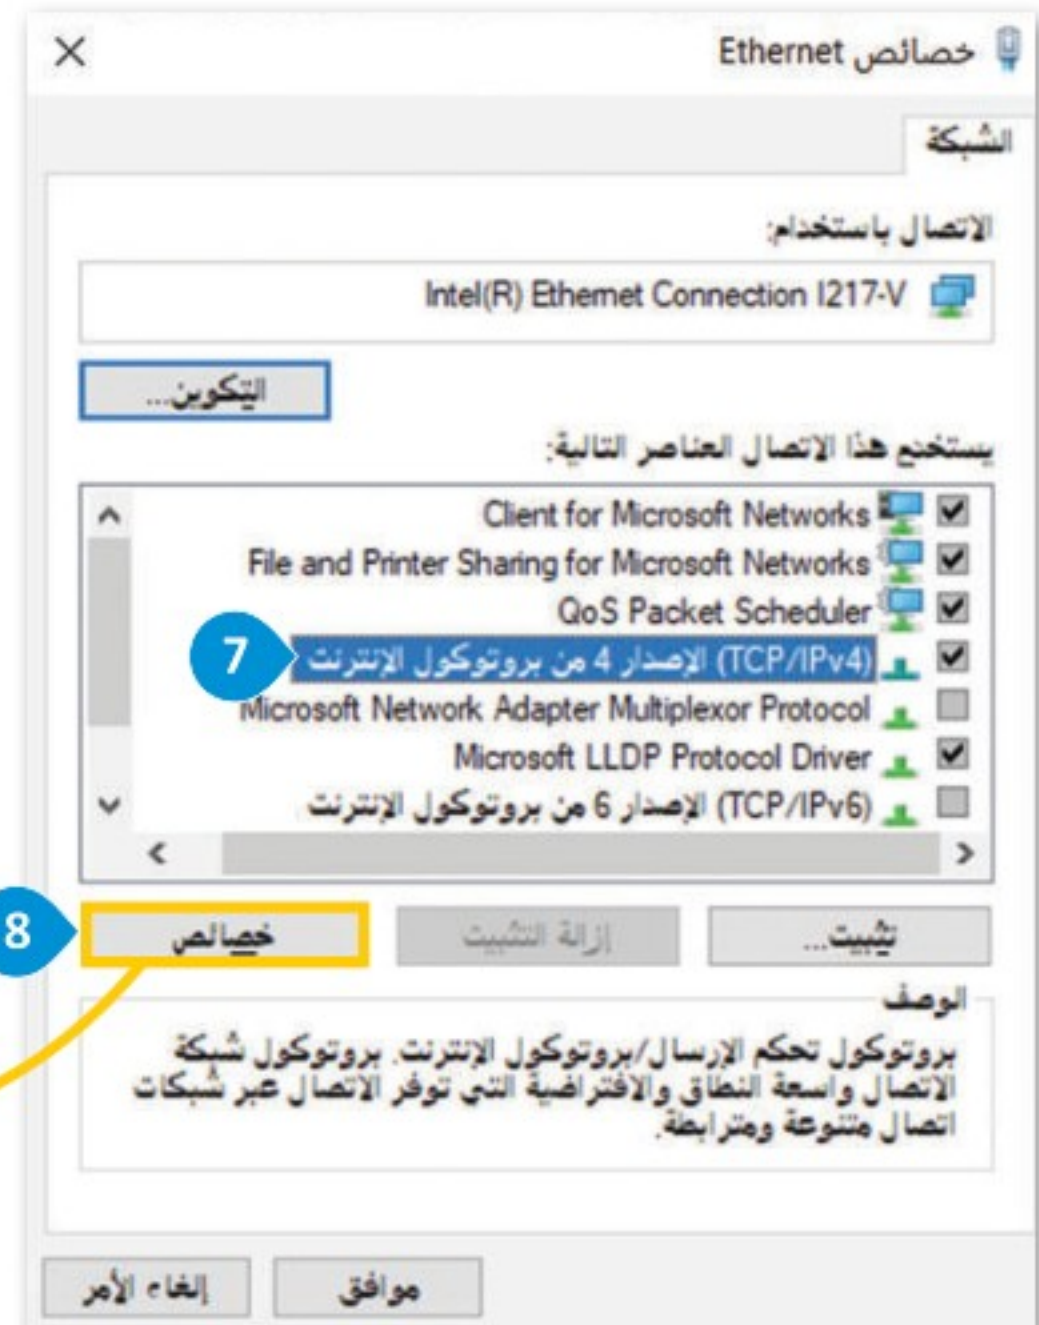 خصائص Ethernet
الشبكة
الاتصال باستخدام:
Intel(R) Ethernet Connection I217-V
التكوين...
يستخدم هذا الاتصال العناصر التالية:
Client for Microsoft Networks
File and Printer Sharing for Microsoft Networks
QoS Packet Scheduler
7
(TCP/IPv4) الإصدار 4 من بروتوكول الإنترنت
Microsoft Network Adapter Multiplexor Protocol
Microsoft LLDP Protocol Driver
(TCP/IPv6) الإصدار 6 من بروتوكول الإنترنت
تثبيت...
إزالة التثبيت
خصائص
8
الوصف
بروتوكول تحكم الإرسال/بروتوكول الإنترنت. بروتوكول شبكة
الاتصال واسعة النطاق والافتراضية التي توفر الاتصال عبر شبكات
اتصال متنوعة ومترابطة.
موافق
إلغاء الأمر